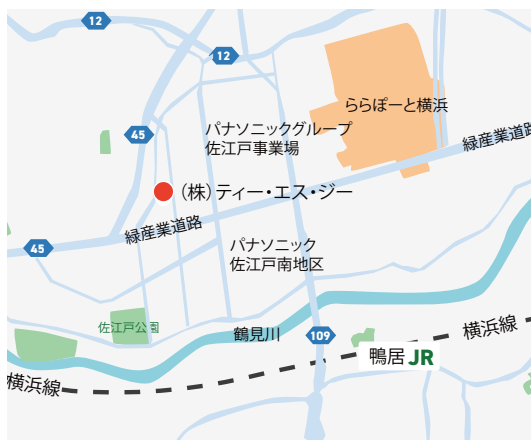 12
12
ららぽーと横浜
45
パナソニックグループ
佐江戸事業場
緑産業道路
(株)ティー・エス・ジー
緑産業道路
45
パナソニック
佐江戸南地区
佐江戸公園
鶴見川
109
横浜線
鴨居 JR
横浜線